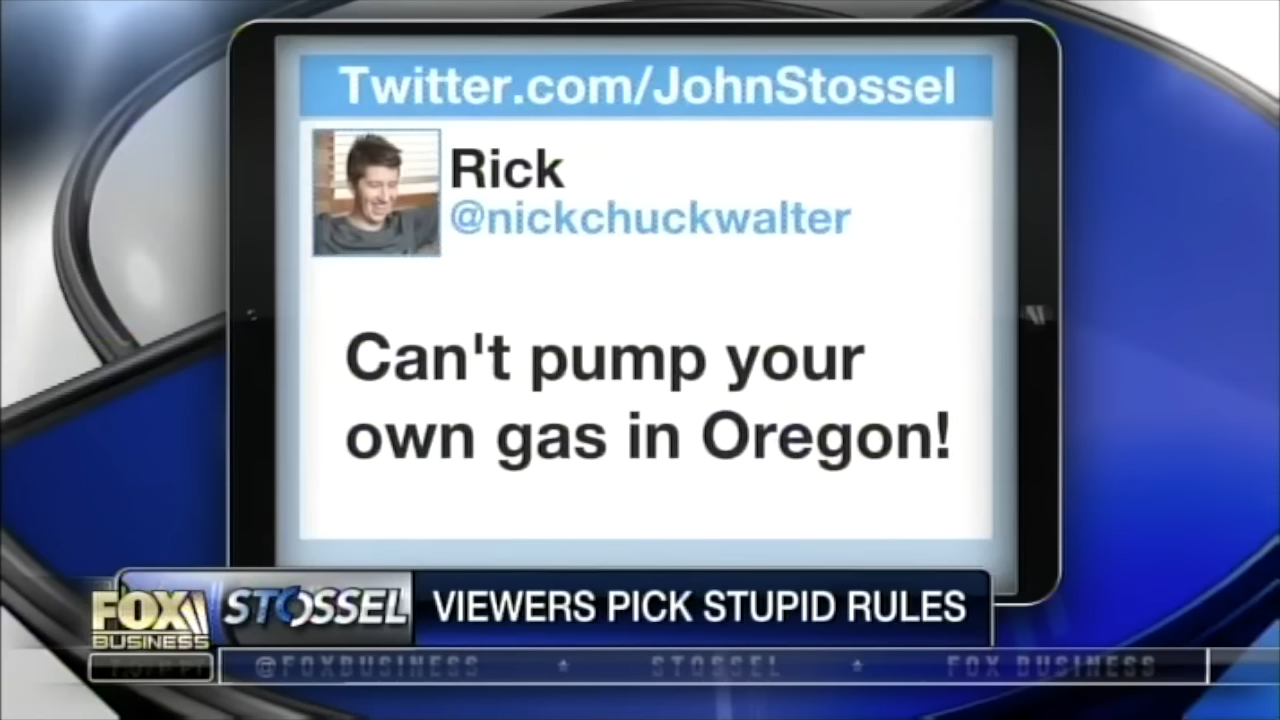 Twitter.com/JohnStossel
Rick
@nickchuckwalter
Can't pump your
own gas in Oregon!
FOX
BUSINESS
STOSSEL
VIEWERS PICK STUPID RULES
@FOXBUSINESS
STOSSEL
FOX BUSINESS